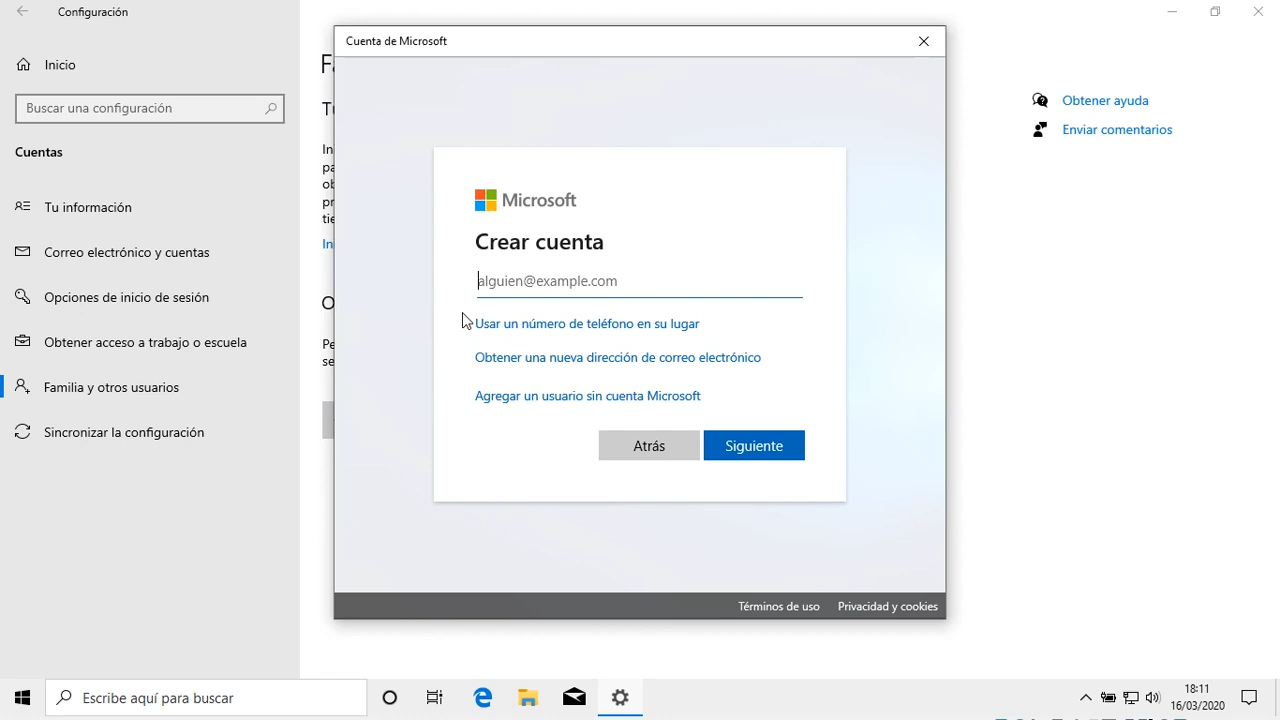 Configuración
Inicio
Buscar una configuración
Cuentas
Tu información
Correo electrónico y cuentas
Opciones de inicio de sesión
Obtener acceso a trabajo o escuela
Familia y otros usuarios
Sincronizar la configuración
Cuenta de Microsoft
Microsoft
Crear cuenta
alguien@example.com
Usar un número de teléfono en su lugar
Obtener una nueva dirección de correo electrónico
Agregar un usuario sin cuenta Microsoft
Atrás
Siguiente
Términos de uso
Privacidad y cookies
Obtener ayuda
Enviar comentarios
Escribe aquí para buscar
18:11
16/03/2020